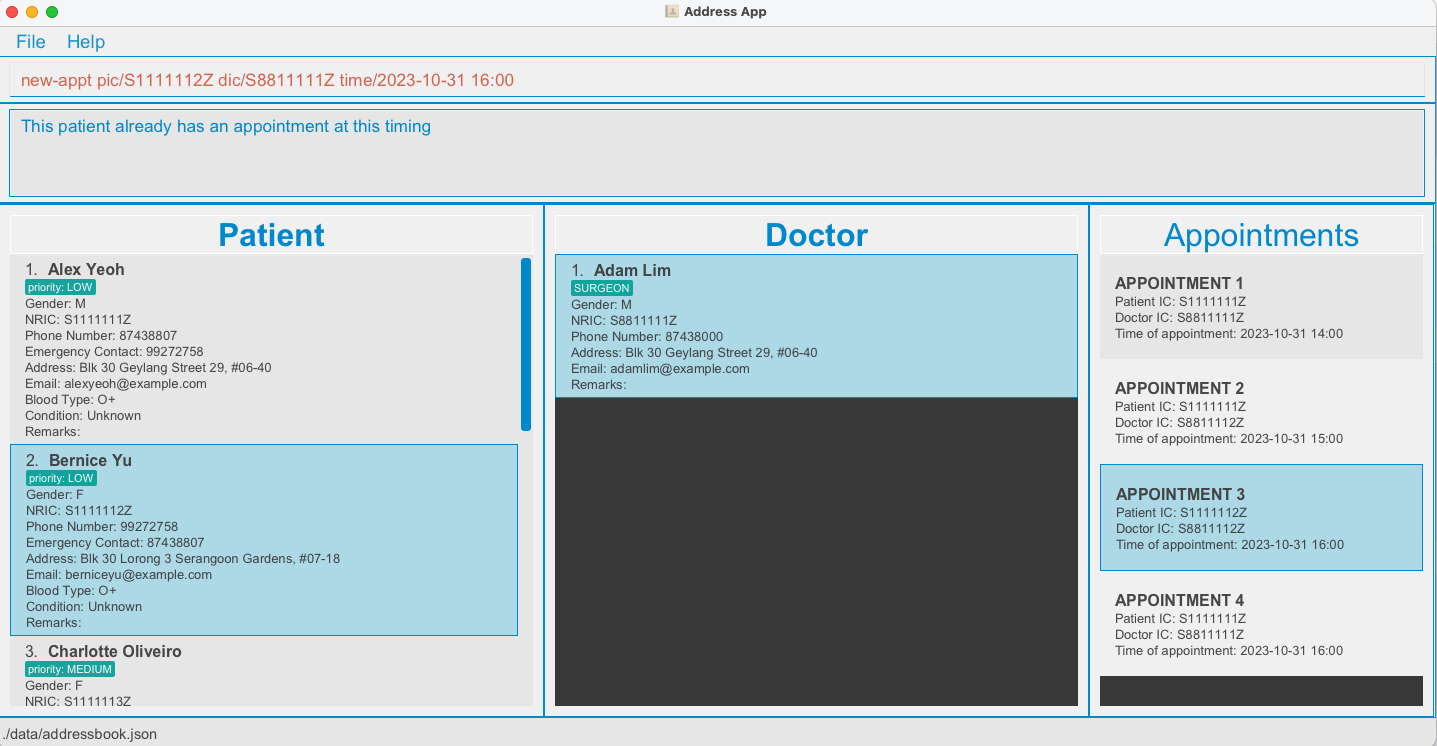 Address App
File Help
new-appt pic/S1111112Z dic/S8811111Z time/2023-10-31 16:00
This patient already has an appointment at this timing
Patient
1. Alex Yeoh
priority: LOW
Gender: M
NRIC: S1111111Z
Phone Number: 87438807
Emergency Contact: 99272758
Address: Blk 30 Geylang Street 29, #06-40
Email: alexyeoh@example.com
Blood Type: O+
Condition: Unknown
Remarks:
2. Bernice Yu
priority: LOW
Gender: F
NRIC: S1111112Z
Phone Number: 99272758
Emergency Contact: 87438807
Address: Blk 30 Lorong 3 Serangoon Gardens, #07-18
Email: berniceyu@example.com
Blood Type: O+
Condition: Unknown
Remarks:
3. Charlotte Oliveiro
priority: MEDIUM
Gender: F
NRIC: S1111113Z
Doctor
1. Adam Lim
SURGEON
Gender: M
NRIC: S8811111Z
Phone Number: 87438000
Address: Blk 30 Geylang Street 29, #06-40
Email: adamlim@example.com
Remarks:
Appointments
APPOINTMENT 1
Patient IC: S1111111Z
Doctor IC: S8811111Z
Time of appointment: 2023-10-31 14:00
APPOINTMENT 2
Patient IC: S1111111Z
Doctor IC: S8811112Z
Time of appointment: 2023-10-31 15:00
APPOINTMENT 3
Patient IC: S1111112Z
Doctor IC: S8811112Z
Time of appointment: 2023-10-31 16:00
APPOINTMENT 4
Patient IC: S1111111Z
Doctor IC: S8811111Z
Time of appointment: 2023-10-31 16:00
./data/addressbook.json